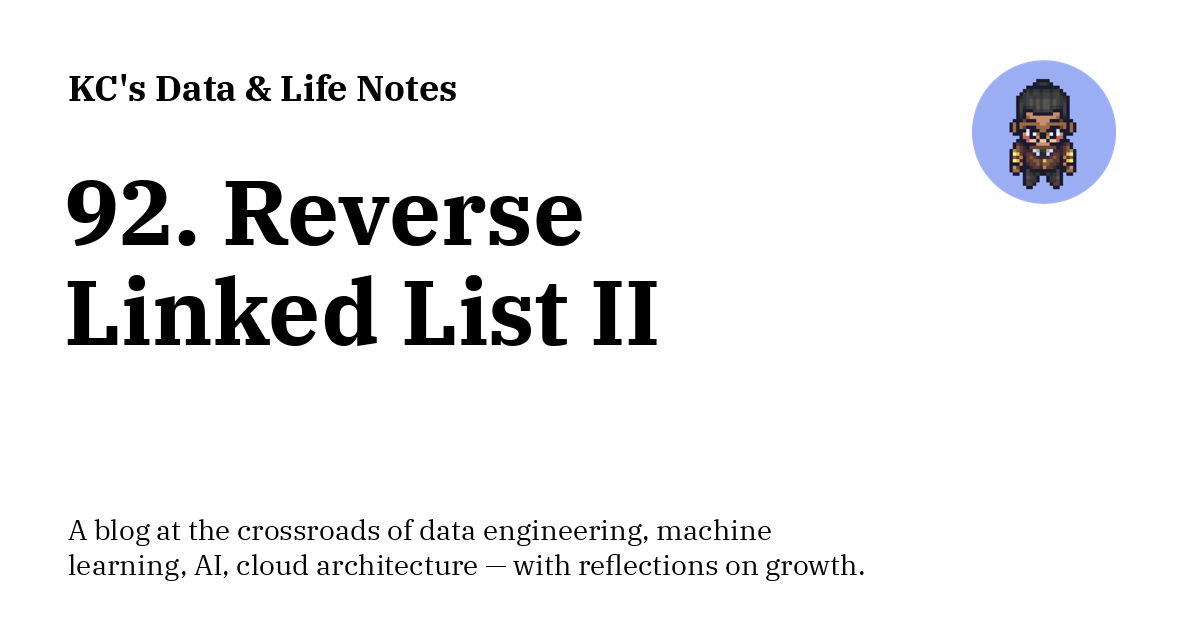 KC's Data & Life Notes
92. Reverse
Linked List II
A blog at the crossroads of data engineering, machine
learning, AI, cloud architecture — with reflections on growth.